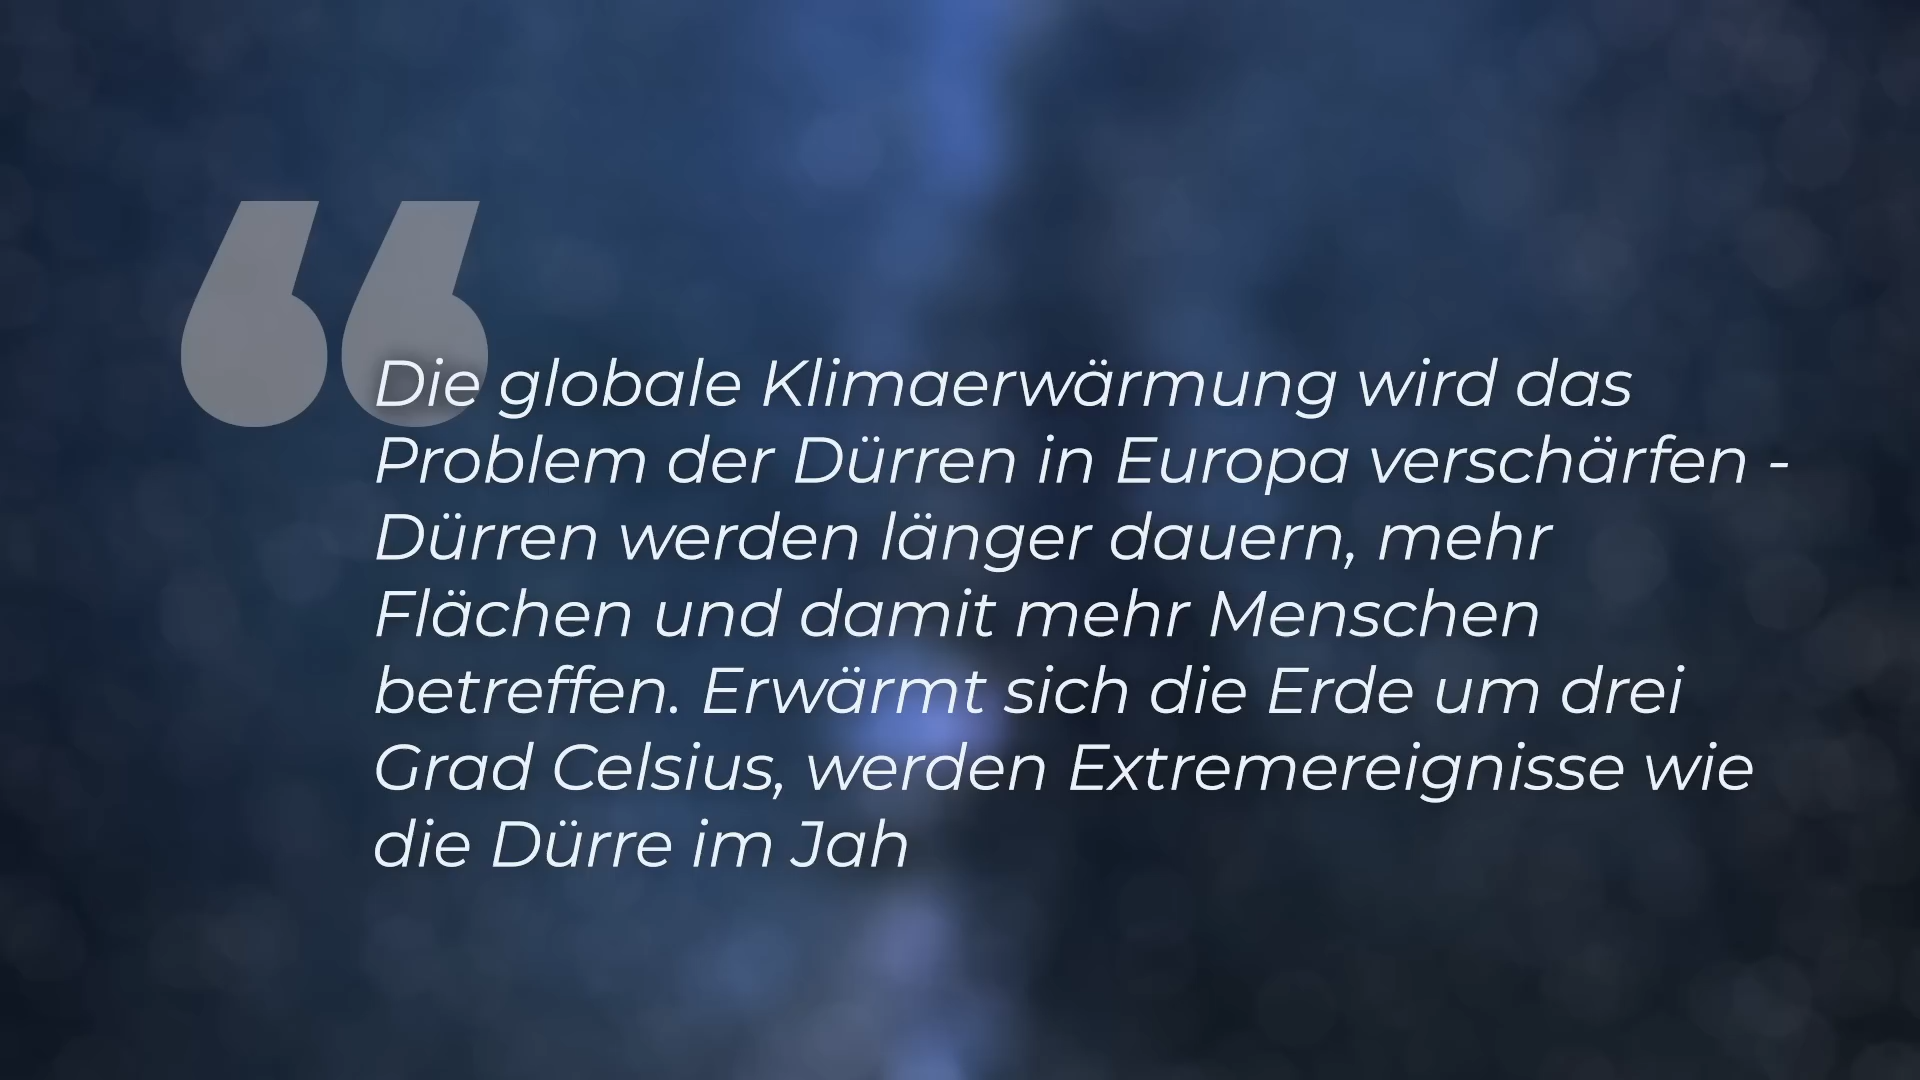 “
Die globale Klimaerwärmung wird das
Problem der Dürren in Europa verschärfen -
Dürren werden länger dauern, mehr
Flächen und damit mehr Menschen
betreffen. Erwärmt sich die Erde um drei
Grad Celsius, werden Extremereignisse wie
die Dürre im Jah